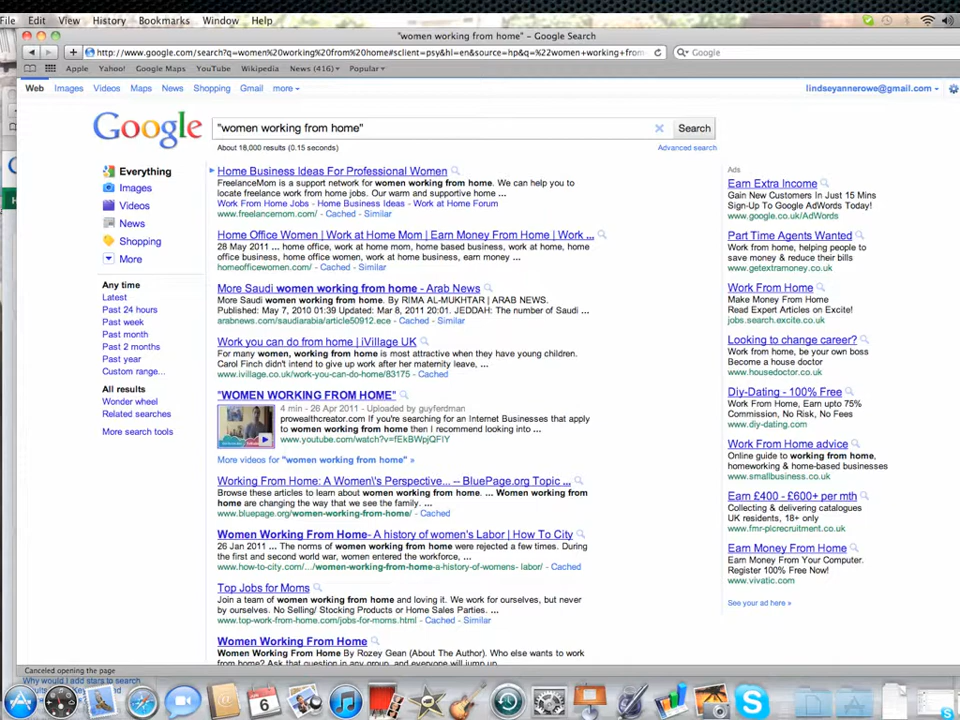 File Edit View History Bookmarks Window Help
"women working from home" – Google Search
http://www.google.com/search?q=women%20working%20from%20home#sclient=psy&hl=en&source=hp&q=%22women+working+from
Google
Apple Yahoo! Google Maps YouTube Wikipedia News (416) Popular
Web Images Videos Maps News Shopping Gmail more
lindseyannerowe@gmail.com
Google
"women working from home"
Search
About 18,000 results (0.15 seconds)
Advanced search
Everything
Images
Videos
News
Shopping
More
Any time
Latest
Past 24 hours
Past week
Past month
Past 2 months
Past year
Custom range...
All results
Wonder wheel
Related searches
More search tools
Home Business Ideas For Professional Women
FreelanceMom is a support network for women working from home. We can help you to
locate freelance work from home jobs. Our warm and supportive home ...
Work From Home Jobs - Home Business Ideas - Work at Home Forum
www.freelancemom.com/ - Cached - Similar
Home Office Women | Work at Home Mom | Earn Money From Home | Work ...
28 May 2011 ... home office, work at home mom, home based business, work at home, home
office business, home office women, earn money ...
homeofficewomen.com/ - Cached - Similar
More Saudi women working from home - Arab News
More Saudi women working from home. By RIMA AL-MUKHTAR | ARAB NEWS.
Published: May 7, 2010 01:39 Updated: Mar 8, 2011 20:01. JEDDAH: The number of Saudi ...
arabnews.com/saudiarabia/article50912.ece - Cached - Similar
Work you can do from home | iVillage UK
For many women, working from home is most attractive when they have young children.
Carol Finch didn't intend to give up work after her maternity leave, ...
www.ivillage.co.uk/work-you-can-do-home/83175 - Cached
"WOMEN WORKING FROM HOME"
4 min - 26 Apr 2011 - Uploaded by guyferdman
prowealthcreator.com If you're searching for an Internet Businesses that apply
to women working from home then I recommend looking into ...
www.youtube.com/watch?v=fEkBWpjQFIY
More videos for "women working from home" »
Working From Home: A Women\'s Perspective... -- BluePage.org Topic ...
Browse these articles to learn about women working from home. ... Women working from
home are changing the way that we see the family. ...
www.bluepage.org/women-working-from-home/ - Cached
Women Working From Home- A history of women's Labor | How To City
26 Jan 2011 ... The norms of women working from home were rejected a few times. During
the first and second world war, women entered the workforce, ...
www.how-to-city.com/.../women-working-from-home-a-history-of-womens- labor/ - Cached
Top Jobs for Moms
Join a team of women working from home and loving it. We work for ourselves, but never
by ourselves. No Selling/ Stocking Products or Home Sales Parties. ...
www.top-work-from-home.com/jobs-for-moms.html - Cached - Similar
Women Working From Home
Women Working From Home By Rozey Gean (About The Author). Who else wants to work
from home? Ask that question in any group, and everyone will jump up
Ads
Earn Extra Income
Gain New Customers In Just 15 Mins
Sign-Up To Google AdWords Today!
www.google.co.uk/AdWords
Part Time Agents Wanted
Work from home, helping people to
save money & reduce their bills
www.getextramoney.co.uk
Work From Home
Make Money From Home
Read Expert Articles on Excite!
jobs.search.excite.co.uk
Looking to change career?
Work from home, be your own boss
Become a house doctor
www.housedoctor.co.uk
Diy-Dating - 100% Free
Work From Home, Earn upto 75%
Commission, No Risk, No Fees
www.diy-dating.com
Work From Home advice
Online guide to working from home,
homeworking & home-based businesses
www.smallbusiness.co.uk
Earn £400 - £600+ per mth
Collecting & delivering catalogues
UK residents, 18+ only
www.fmr-plcrecruitment.co.uk
Earn Money From Home
Earn Money From Your Computer.
Register 100% Free Now!
www.vivatic.com
See your ad here »
Canceled opening the page
Why would I add stars to search
6